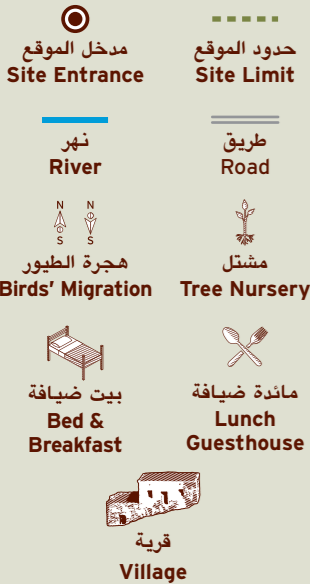 مدخل الموقع
Site Entrance
حدود الموقع
Site Limit
نهر
River
طريق
Road
N N
S S
هجرة الطيور
Birds' Migration
مشتل
Tree Nursery
بيت ضيافة
Bed &
Breakfast
مائدة ضيافة
Lunch
Guesthouse
قرية
Village